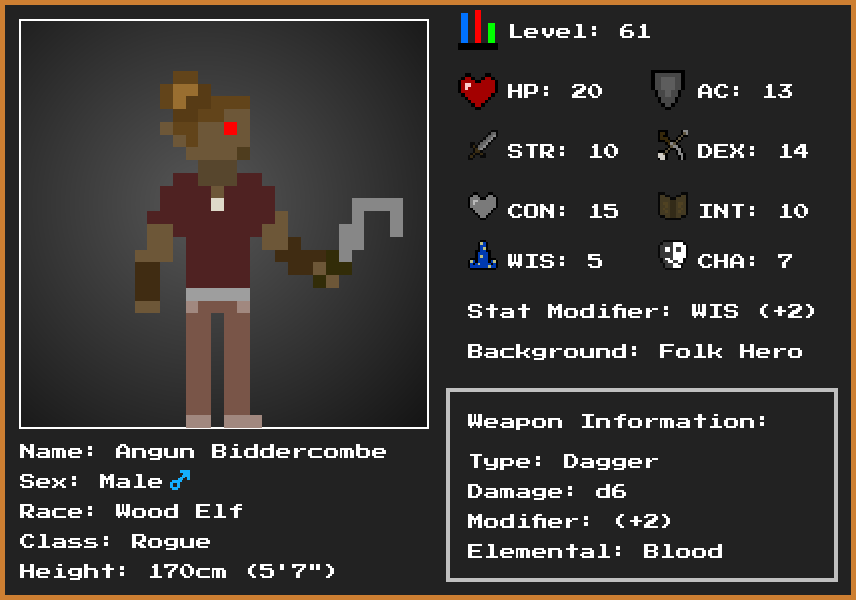 Level: 61
HP: 20
AC: 13
STR: 10
DEX: 14
CON: 15
INT: 10
WIS: 5
CHA: 7
Stat Modifier: WIS (+2)
Background: Folk Hero
Weapon Information:
Type: Dagger
Damage: d6
Modifier: (+2)
Elemental: Blood
Name: Angun Biddercombe
Sex: Male♂
Race: Wood Elf
Class: Rogue
Height: 170cm (5'7")